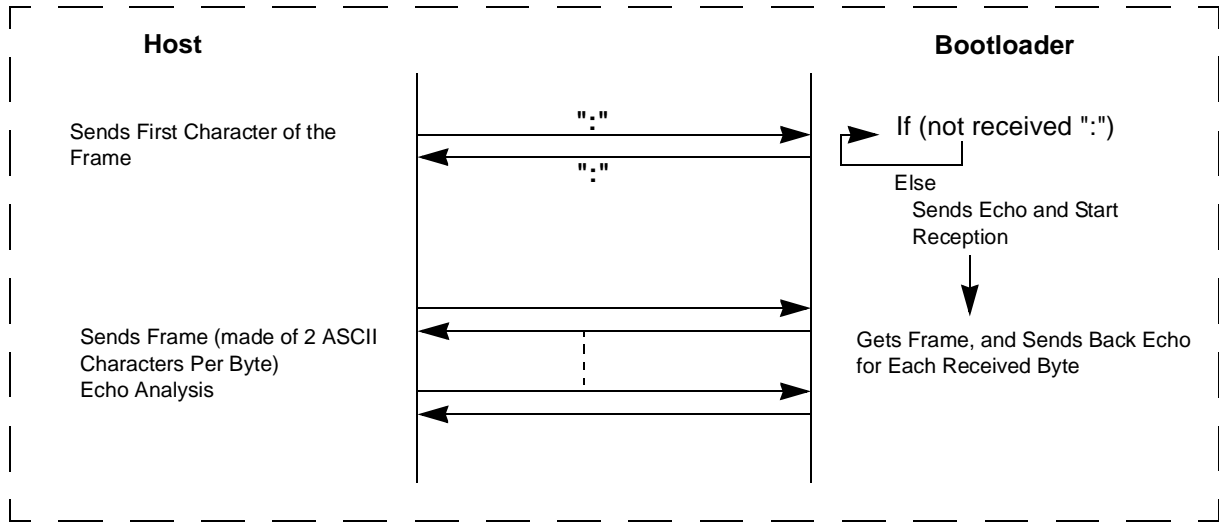 Host
Bootloader
Sends First Character of the
Frame
":"
":"
If (not received ":")
Else
Sends Echo and Start
Reception
Sends Frame (made of 2 ASCII
Characters Per Byte)
Echo Analysis
Gets Frame, and Sends Back Echo
for Each Received Byte